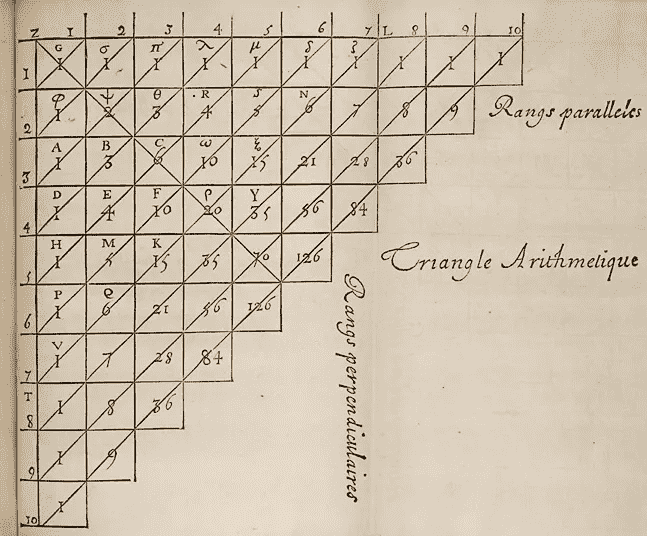 Z 1 2 3 4 5 6 7 L 8 9 10
G σ π λ μ δ ζ
1 1 1 1 1 1 1 1 1 1 1
φ ψ θ R S N
2 1 2 3 4 5 6 7 8 9 Rangs paralleles
A B C ω ξ
3 1 3 6 10 15 21 28 36
D E F ρ Y
4 1 4 10 20 35 56 84
H M K
5 1 5 15 35 70 126
Triangle Arithmetique
P Q
6 1 6 21 56 126
Rangs perpendiculaires
V
7 1 7 28 84
T
8 1 8 36
9 1 9
10 1